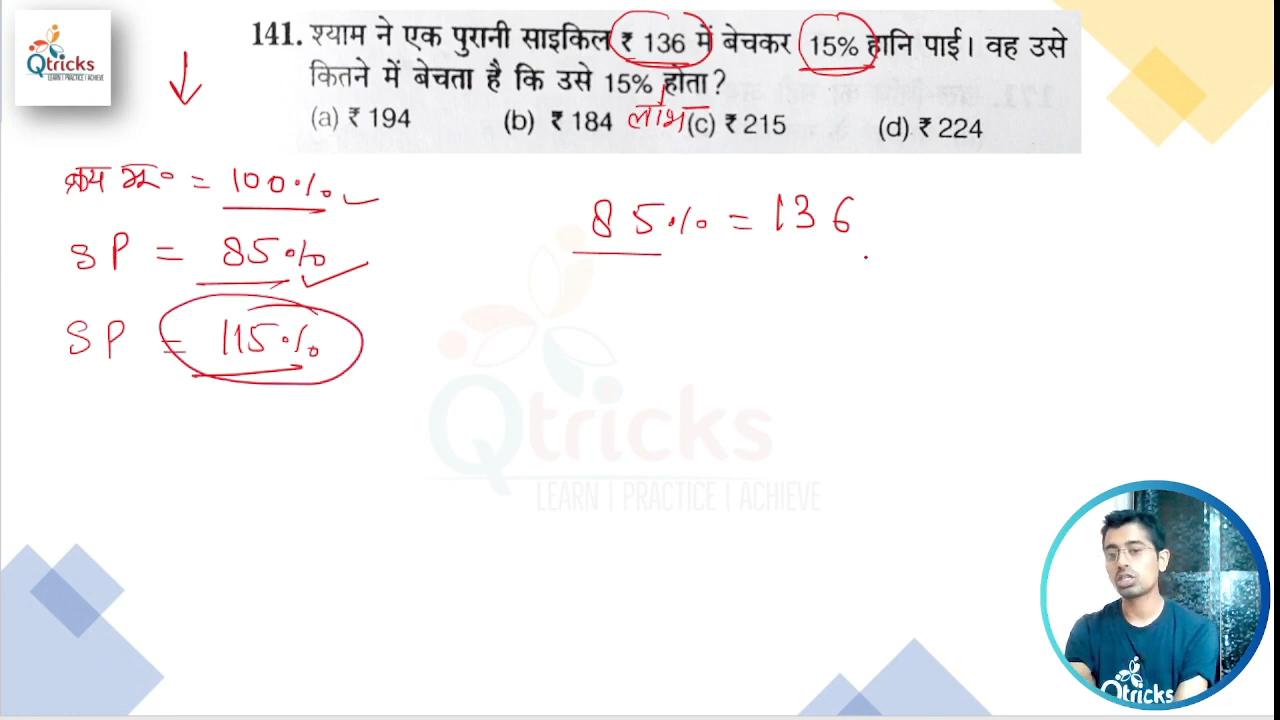 Qtricks
LEARN | PRACTICE | ACHIEVE
141. श्याम ने एक पुरानी साइकिल ₹ 136 में बेचकर 15% हानि पाई। वह उसे
कितने में बेचता है कि उसे 15% होता?
लाभ
(a) ₹ 194 (b) ₹ 184 (c) ₹ 215 (d) ₹ 224
क्रय मू० = 100%
SP = 85%
SP = 115%
85% = 136
Qtricks
LEARN | PRACTICE | ACHIEVE
Qtricks